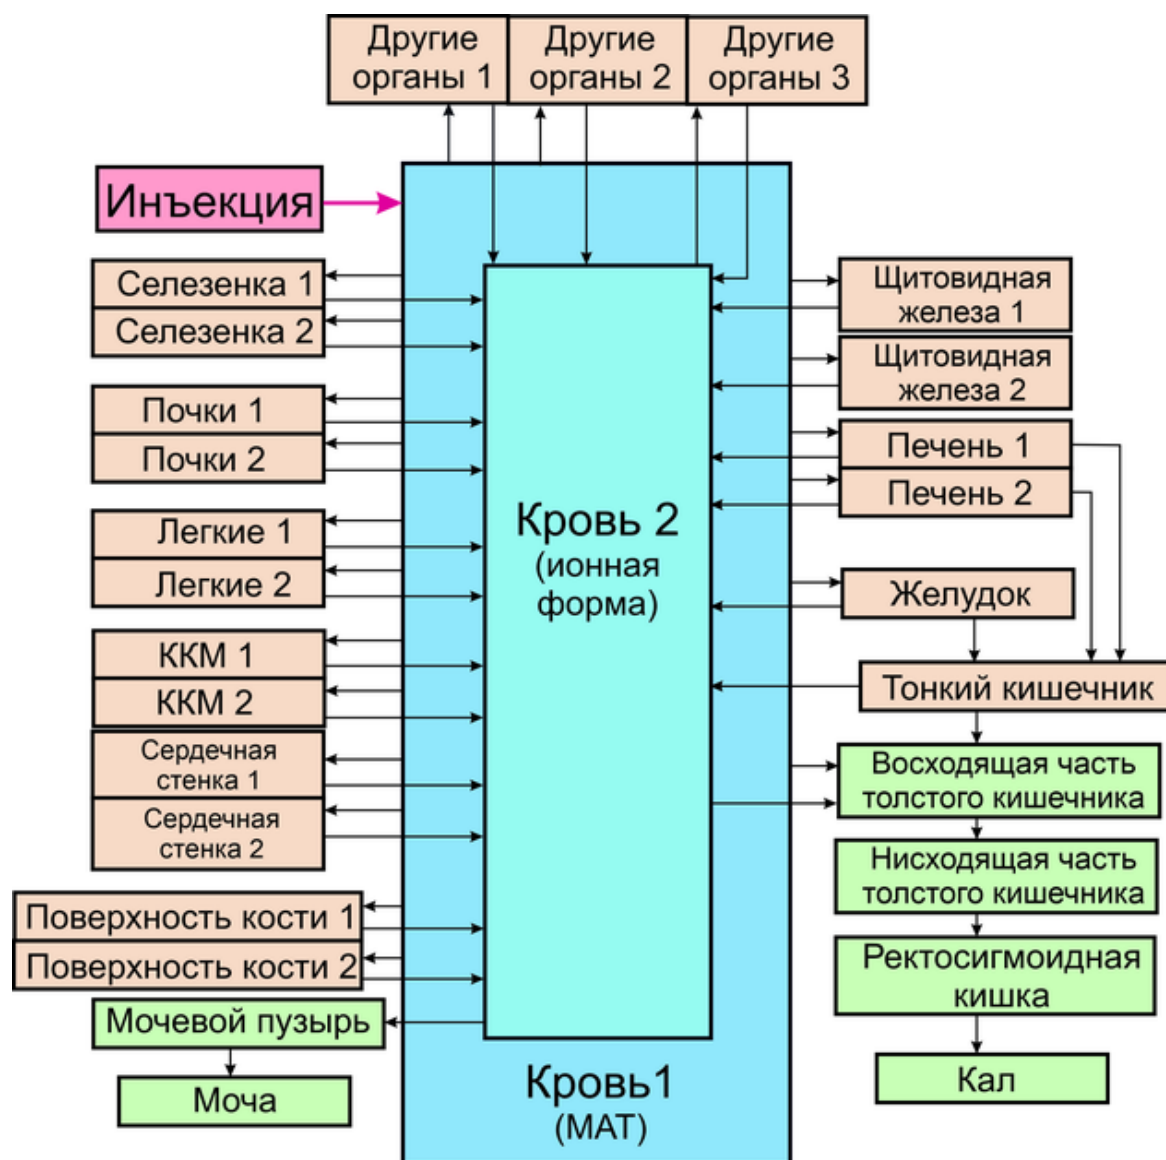 Другие
органы 1
Другие
органы 2
Другие
органы 3
Инъекция
Селезенка 1
Селезенка 2
Почки 1
Почки 2
Легкие 1
Легкие 2
ККМ 1
ККМ 2
Сердечная
стенка 1
Сердечная
стенка 2
Поверхность кости 1
Поверхность кости 2
Мочевой пузырь
Моча
Кровь 2
(ионная
форма)
Кровь1
(МАТ)
Щитовидная
железа 1
Щитовидная
железа 2
Печень 1
Печень 2
Желудок
Тонкий кишечник
Восходящая часть
толстого кишечника
Нисходящая часть
толстого кишечника
Ректосигмоидная
кишка
Кал